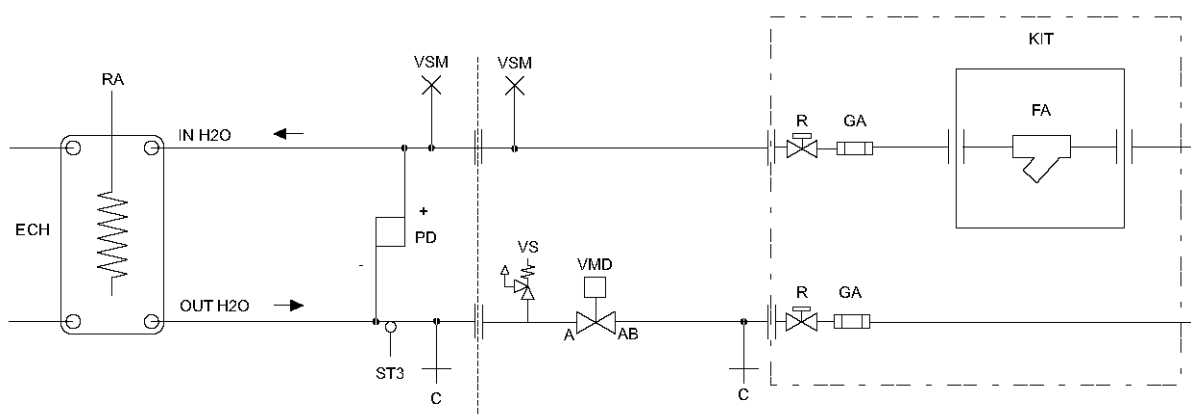 KIT
VSM
VSM
RA
FA
R
GA
IN H2O
ECH
+
PD
-
VS
VMD
OUT H2O
R
GA
A
AB
ST3
C
C